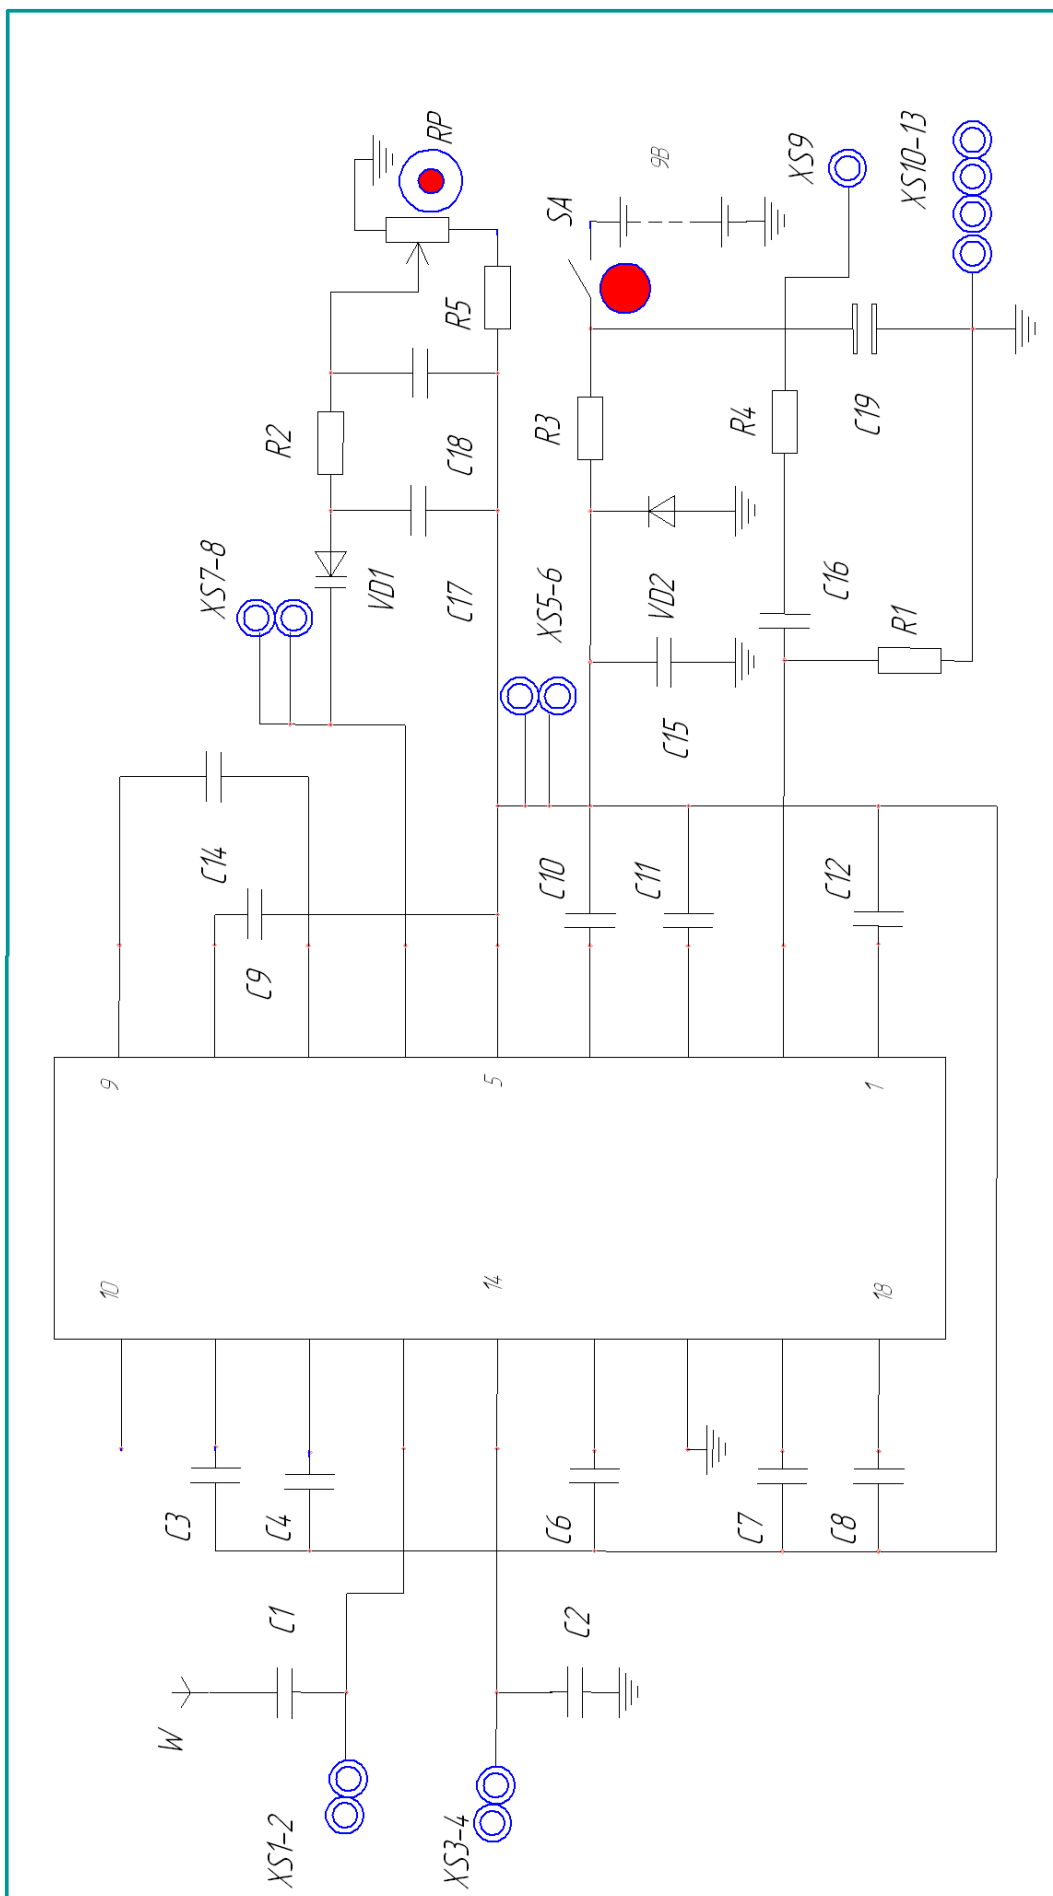 RP
XS9
XS10-13
9В
SA
R5
R2
R3
R4
C19
C18
XS7-8
VD1
C17
XS5-6
VD2
C16
R1
C15
C14
C10
C11
C12
C9
9
5
1
10
14
18
C3
C4
C6
C7
C8
C1
C2
W
XS1-2
XS3-4